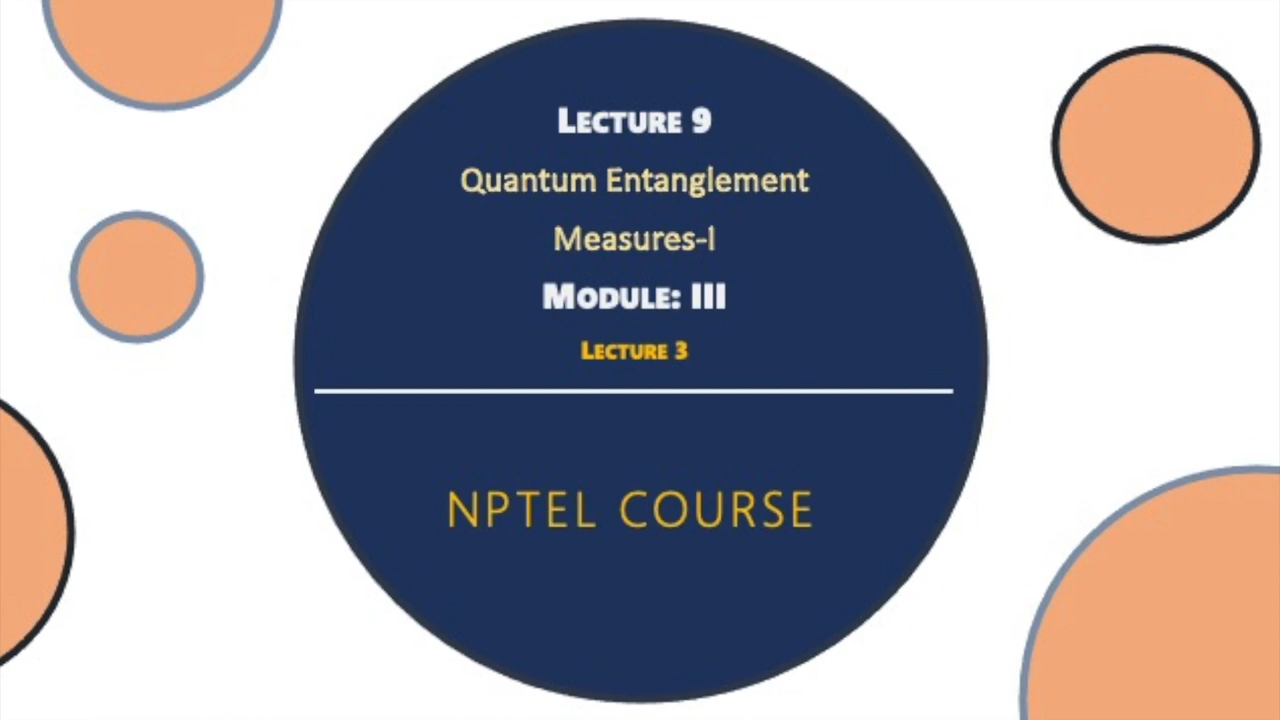 LECTURE 9
Quantum Entanglement
Measures-I
MODULE: III
LECTURE 3
NPTEL COURSE